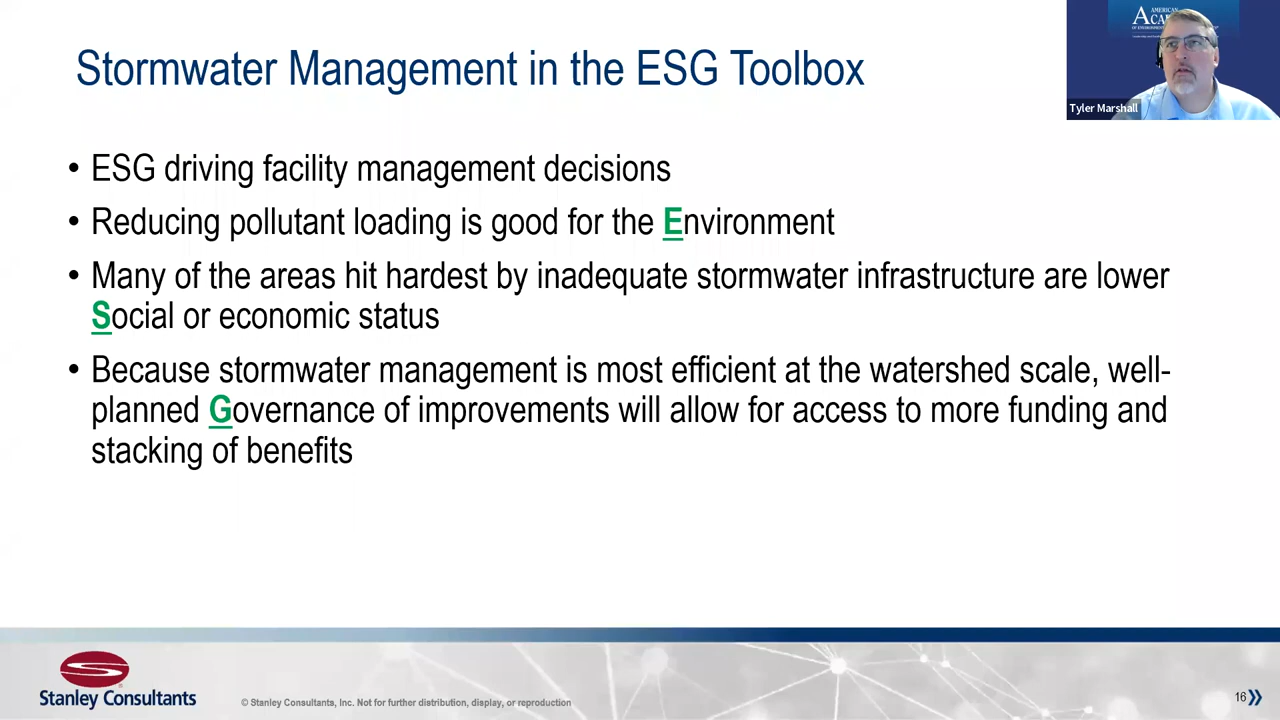 Stormwater Management in the ESG Toolbox
AMERICAN
Tyler Marshall
• ESG driving facility management decisions
• Reducing pollutant loading is good for the Environment
• Many of the areas hit hardest by inadequate stormwater infrastructure are lower
Social or economic status
• Because stormwater management is most efficient at the watershed scale, well-
planned Governance of improvements will allow for access to more funding and
stacking of benefits
Stanley Consultants
© Stanley Consultants, Inc. Not for further distribution, display, or reproduction
16